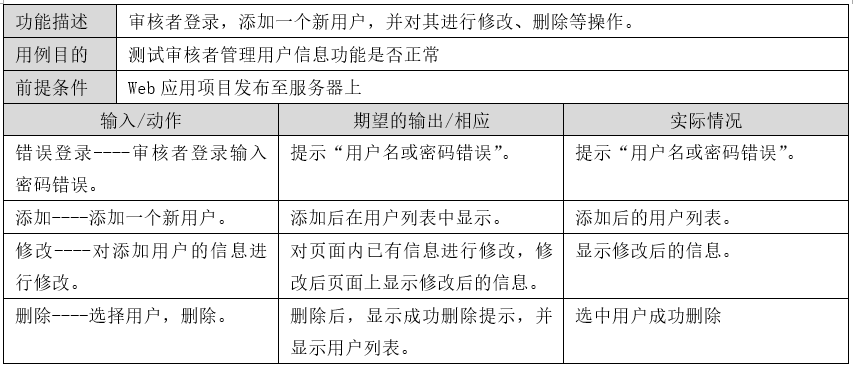 功能描述 审核者登录，添加一个新用户，并对其进行修改、删除等操作。
用例目的 测试审核者管理用户信息功能是否正常
前提条件 Web 应用项目发布至服务器上
输入/动作 期望的输出/相应 实际情况
错误登录----审核者登录输入 提示“用户名或密码错误”。 提示“用户名或密码错误”。
密码错误。
添加----添加一个新用户。 添加后在用户列表中显示。 添加后的用户列表。
修改----对添加用户的信息进 对页面内已有信息进行修改，修 显示修改后的信息。
行修改。 改后页面上显示修改后的信息。
删除----选择用户，删除。 删除后，显示成功删除提示，并 选中用户成功删除
显示用户列表。